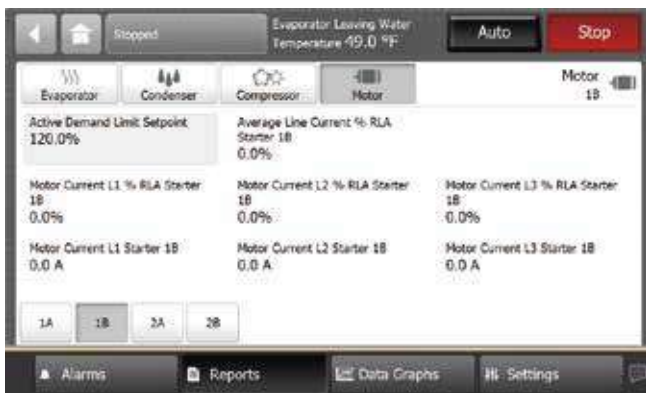 Stopped
Evaporator Leaving Water
Temperature 49.0 °F
Auto
Stop
Evaporator
Condenser
Compressor
Motor
Motor
1B
Active Demand Limit Setpoint
120.0%
Average Line Current % RLA
Starter 1B
0.0%
Motor Current L1 % RLA Starter
1B
0.0%
Motor Current L2 % RLA Starter
1B
0.0%
Motor Current L3 % RLA Starter
1B
0.0%
Motor Current L1 Starter 1B
0.0 A
Motor Current L2 Starter 1B
0.0 A
Motor Current L3 Starter 1B
0.0 A
1A
1B
2A
2B
Alarms
Reports
Data Graphs
Settings